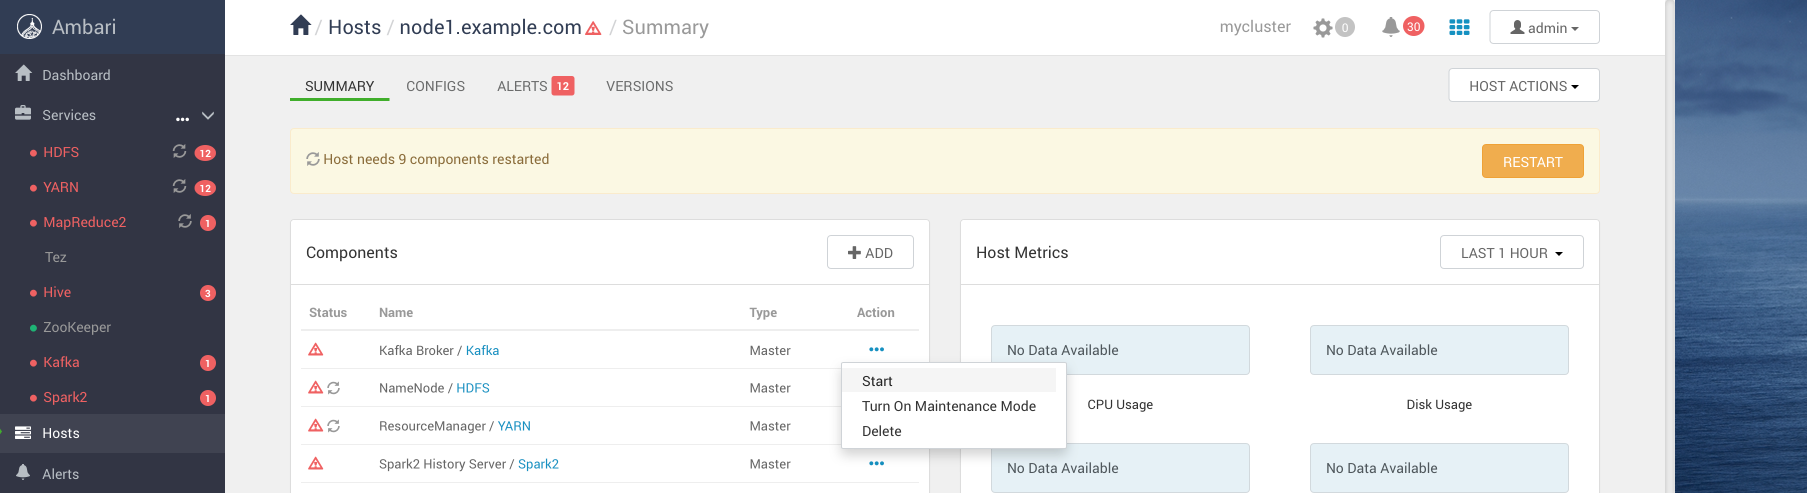 Ambari
/ Hosts / node1.example.com / Summary
mycluster 0 30 admin
Dashboard
Services ...
HDFS 12
YARN 12
MapReduce2 1
Tez
Hive 3
ZooKeeper
Kafka 1
Spark2 1
Hosts
Alerts
SUMMARY CONFIGS ALERTS 12 VERSIONS
HOST ACTIONS
Host needs 9 components restarted
RESTART
Components
+ ADD
Status Name Type Action
Kafka Broker / Kafka Master ...
NameNode / HDFS Master
ResourceManager / YARN Master
Spark2 History Server / Spark2 Master ...
Start
Turn On Maintenance Mode
Delete
Host Metrics
LAST 1 HOUR
No Data Available
CPU Usage
No Data Available
Disk Usage
No Data Available
No Data Available